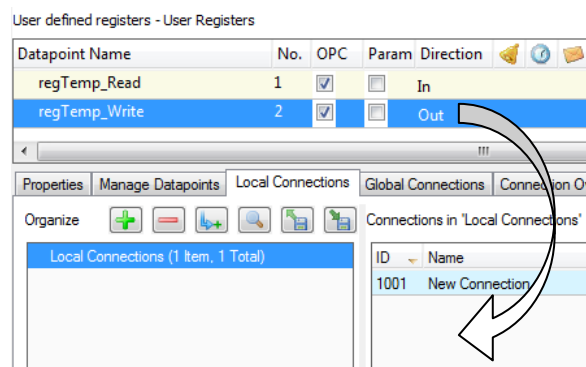 User defined registers - User Registers
Datapoint Name No. OPC Param Direction
regTemp_Read 1 In
regTemp_Write 2 Out
Properties Manage Datapoints Local Connections Global Connections Connection O
Organize Connections in 'Local Connections'
Local Connections (1 Item, 1 Total) ID Name
1001 New Connection